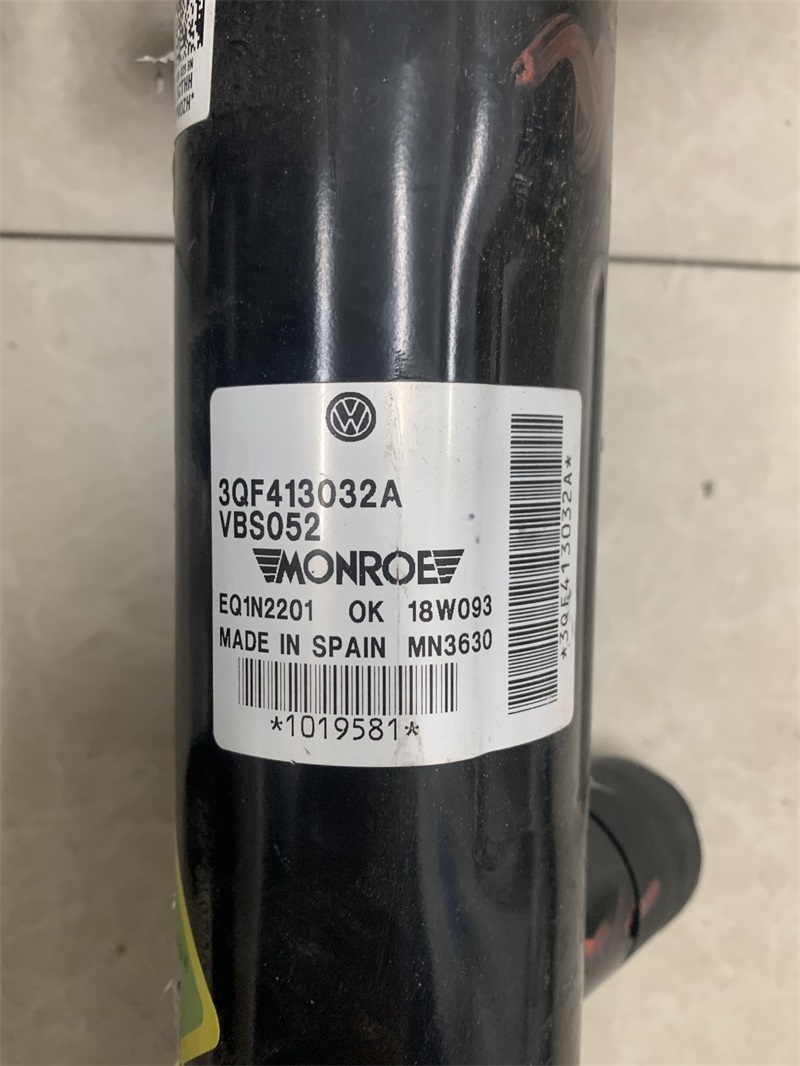 3QF413032A
VBS052
MONROE
EQ1N2201 OK 18W093
MADE IN SPAIN MN3630
*1019581*
*3QF413032A*